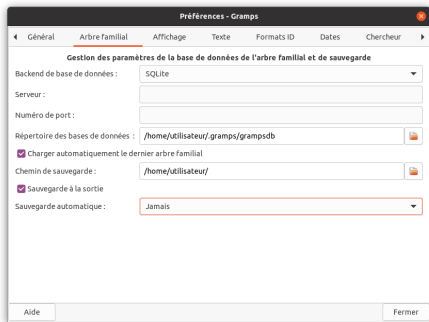 Préférences - Gramps
Général Arbre familial Affichage Texte Formats ID Dates Chercheur
Gestion des paramètres de la base de données de l'arbre familial et de sauvegarde
Backend de base de données : SQLite
Serveur :
Numéro de port :
Répertoire des bases de données : /home/utilisateur/.gramps/grampsdb
Charger automatiquement le dernier arbre familial
Chemin de sauvegarde : /home/utilisateur/
Sauvegarde à la sortie
Sauvegarde automatique : Jamais
Aide Fermer